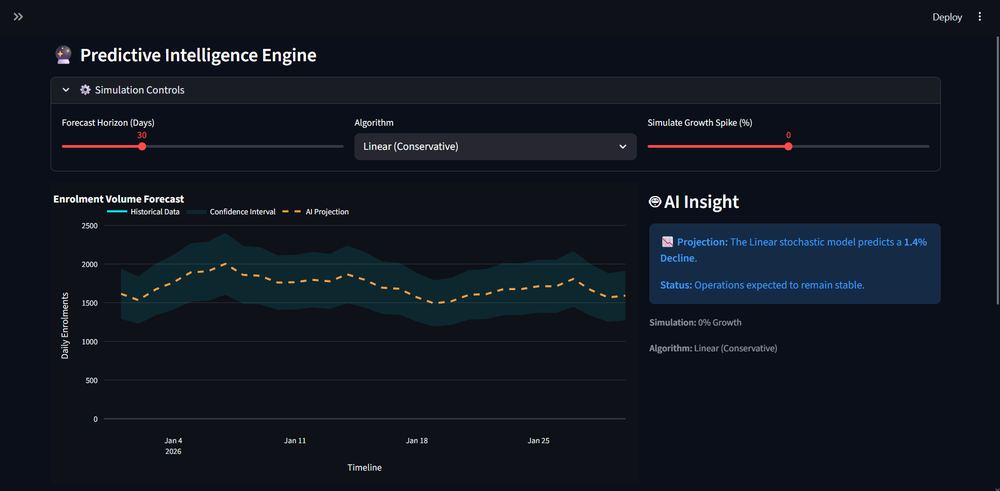 Deploy
Predictive Intelligence Engine
Simulation Controls
Forecast Horizon (Days)
30
Algorithm
Linear (Conservative)
Simulate Growth Spike (%)
0
Enrolment Volume Forecast
Historical Data
Confidence Interval
AI Projection
2500
2000
1500
1000
500
0
Daily Enrolments
Jan 4
2026
Jan 11
Jan 18
Jan 25
Timeline
AI Insight
Projection: The Linear stochastic model predicts a 1.4%
Decline.
Status: Operations expected to remain stable.
Simulation: 0% Growth
Algorithm: Linear (Conservative)